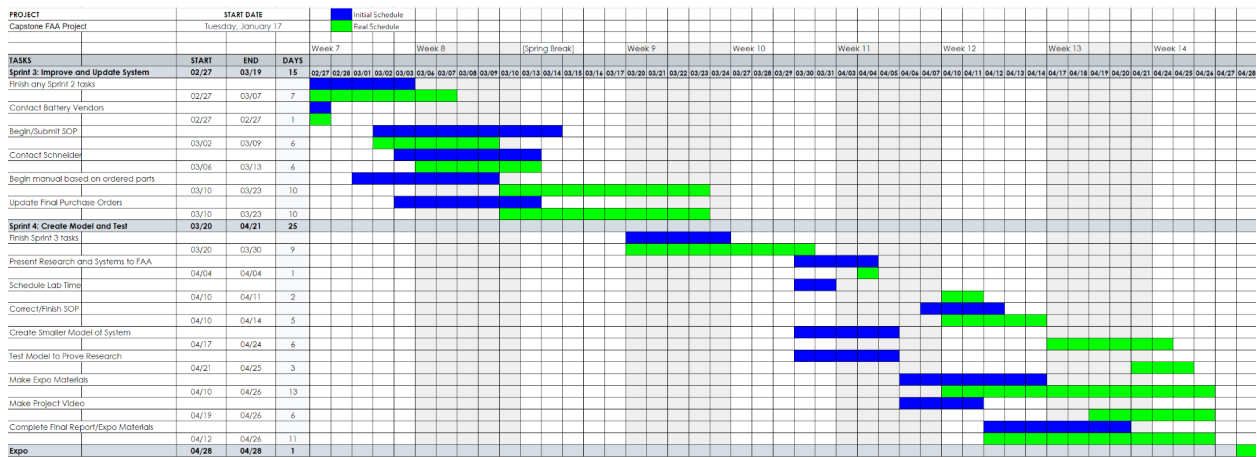 PROJECT START DATE Initial Schedule
Capstone FAA Project Tuesday, January 17 Real Schedule
Week 7 Week 8 [Spring Break] Week 9 Week 10 Week 11 Week 12 Week 13 Week 14
TASKS START END DAYS
Sprint 3: Improve and Update System 02/27 03/19 15 02/27 02/28 03/01 03/02 03/03 03/06 03/07 03/08 03/09 03/10 03/13 03/14 03/15 03/16 03/17 03/20 03/21 03/22 03/23 03/24 03/27 03/28 03/29 03/30 03/31 04/03 04/04 04/05 04/06 04/07 04/10 04/11 04/12 04/13 04/14 04/17 04/18 04/19 04/20 04/21 04/24 04/25 04/26 04/27 04/28
Finish any Sprint 2 tasks
02/27 03/07 7
Contact Battery Vendors
02/27 02/27 1
Begin/Submit SOP
03/02 03/09 6
Contact Schneider
03/06 03/13 6
Begin manual based on ordered parts
03/10 03/23 10
Update Final Purchase Orders
03/10 03/23 10
Sprint 4: Create Model and Test 03/20 04/21 25
Finish Sprint 3 tasks
03/20 03/30 9
Present Research and Systems to FAA
04/04 04/04 1
Schedule Lab Time
04/10 04/11 2
Correct/Finish SOP
04/10 04/14 5
Create Smaller Model of System
04/17 04/24 6
Test Model to Prove Research
04/21 04/25 3
Make Expo Materials
04/10 04/26 13
Make Project Video
04/19 04/26 6
Complete Final Report/Expo Materials
04/12 04/26 11
Expo 04/28 04/28 1